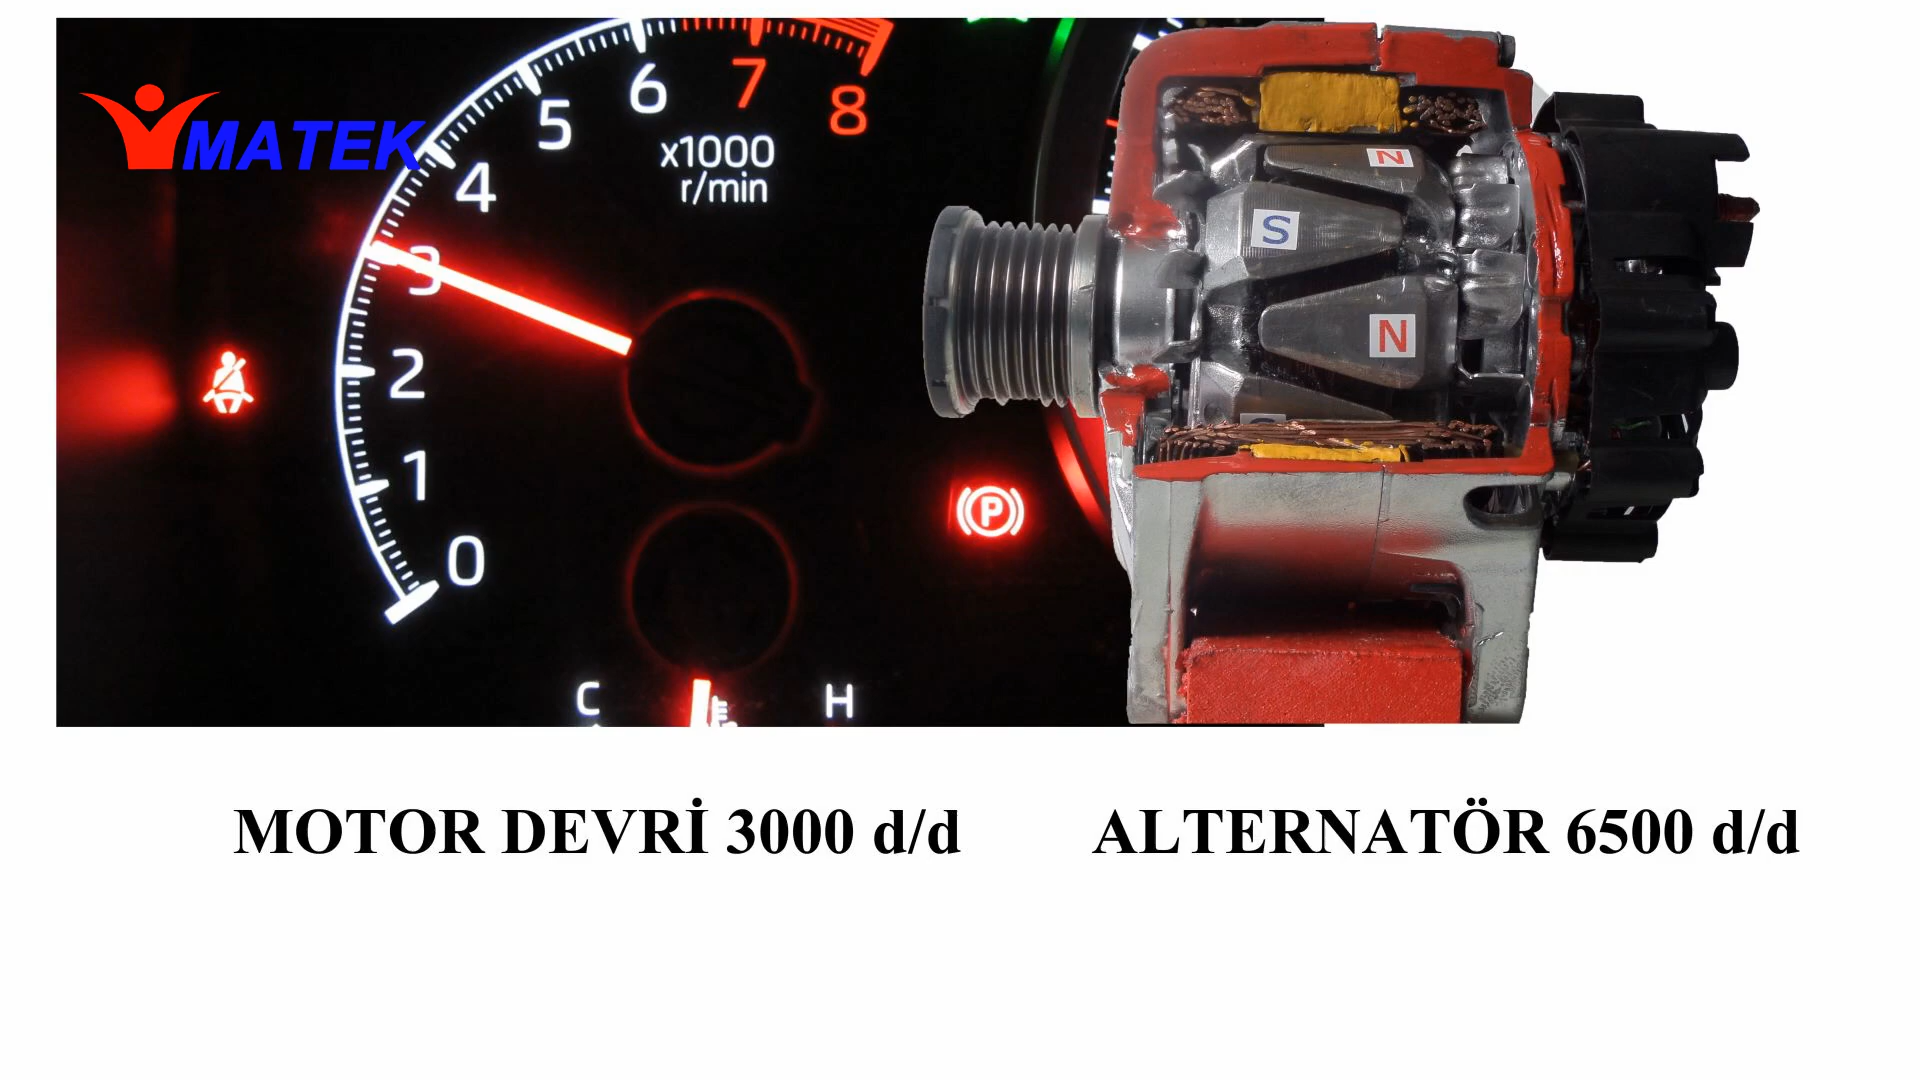 MATEK
8
7
6
5
4
3
2
1
0
x1000
r/min
N
S
N
P
C
H
MOTOR DEVRİ 3000 d/d
ALTERNATÖR 6500 d/d